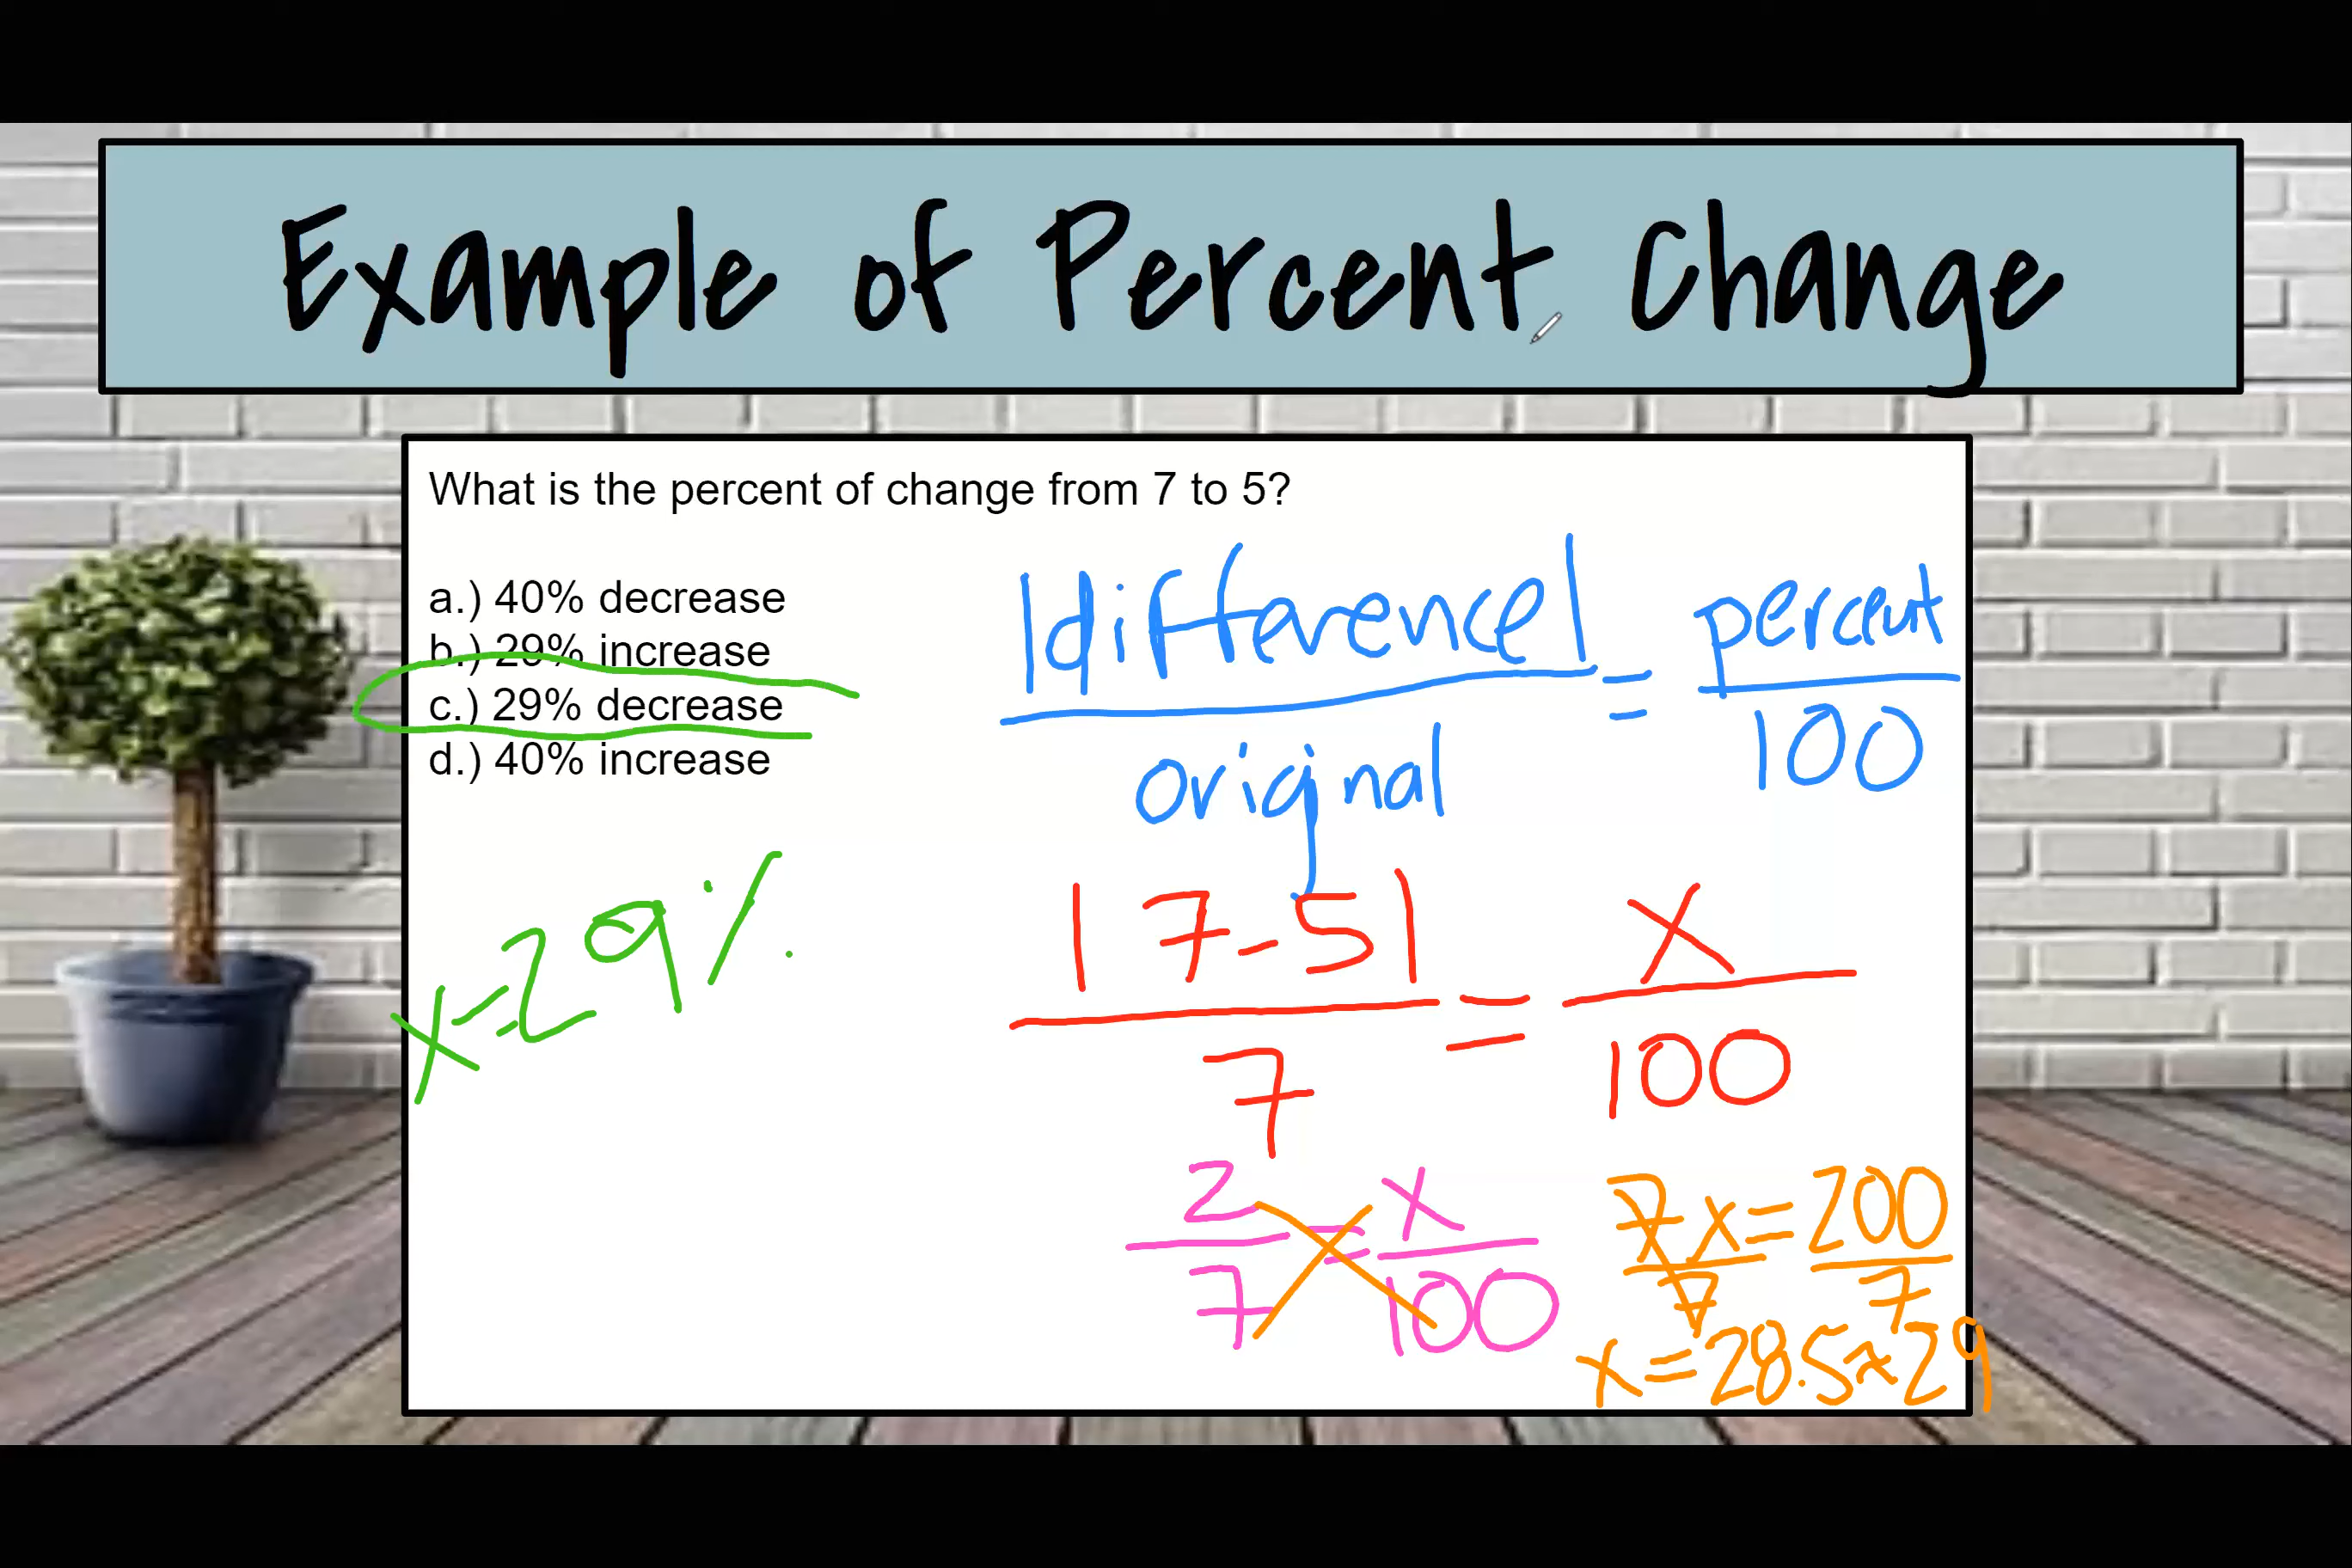 Example of Percent Change
What is the percent of change from 7 to 5?
a.) 40% decrease
b.) 29% increase
c.) 29% decrease
d.) 40% increase
|difference| / original = percent / 100
|7-5| / 7 = x / 100
2 / 7 = x / 100
7x / 7 = 200 / 7
x = 28.5 ≈ 29
x = 29%